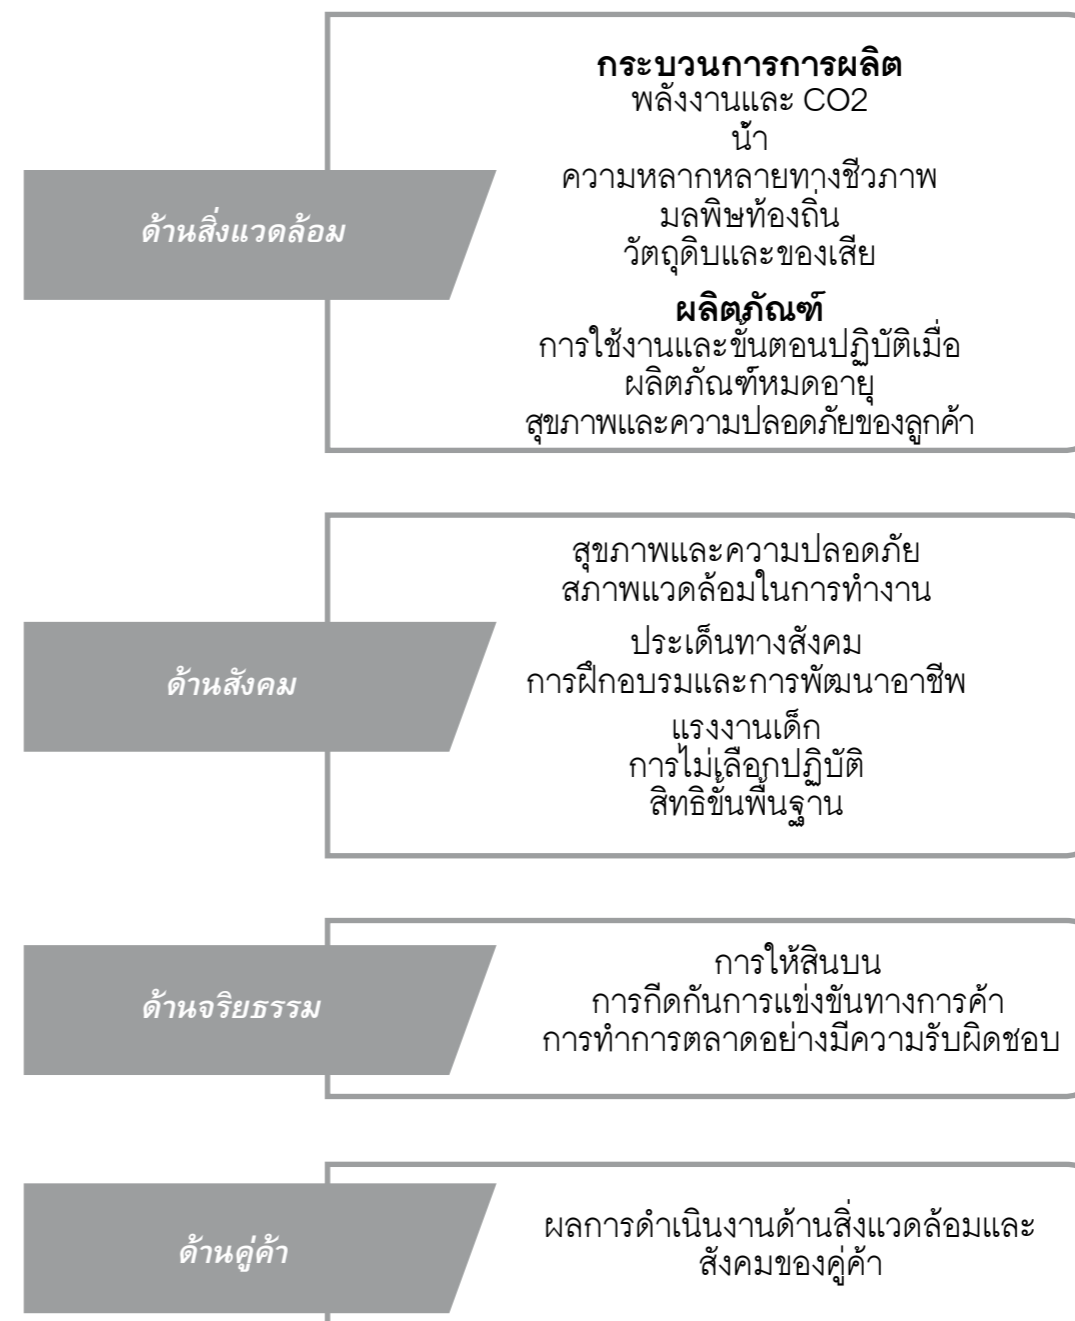 ด้านสิ่งแวดล้อม
กระบวนการการผลิต
พลังงานและ CO2
น้ำ
ความหลากหลายทางชีวภาพ
มลพิษท้องถิ่น
วัตถุดิบและของเสีย
ผลิตภัณฑ์
การใช้งานและขั้นตอนปฏิบัติเมื่อ
ผลิตภัณฑ์หมดอายุ
สุขภาพและความปลอดภัยของลูกค้า
ด้านสังคม
สุขภาพและความปลอดภัย
สภาพแวดล้อมในการทำงาน
ประเด็นทางสังคม
การฝึกอบรมและการพัฒนาอาชีพ
แรงงานเด็ก
การไม่เลือกปฏิบัติ
สิทธิขั้นพื้นฐาน
ด้านจริยธรรม
การให้สินบน
การกีดกันการแข่งขันทางการค้า
การทำการตลาดอย่างมีความรับผิดชอบ
ด้านคู่ค้า
ผลการดำเนินงานด้านสิ่งแวดล้อมและ
สังคมของคู่ค้า